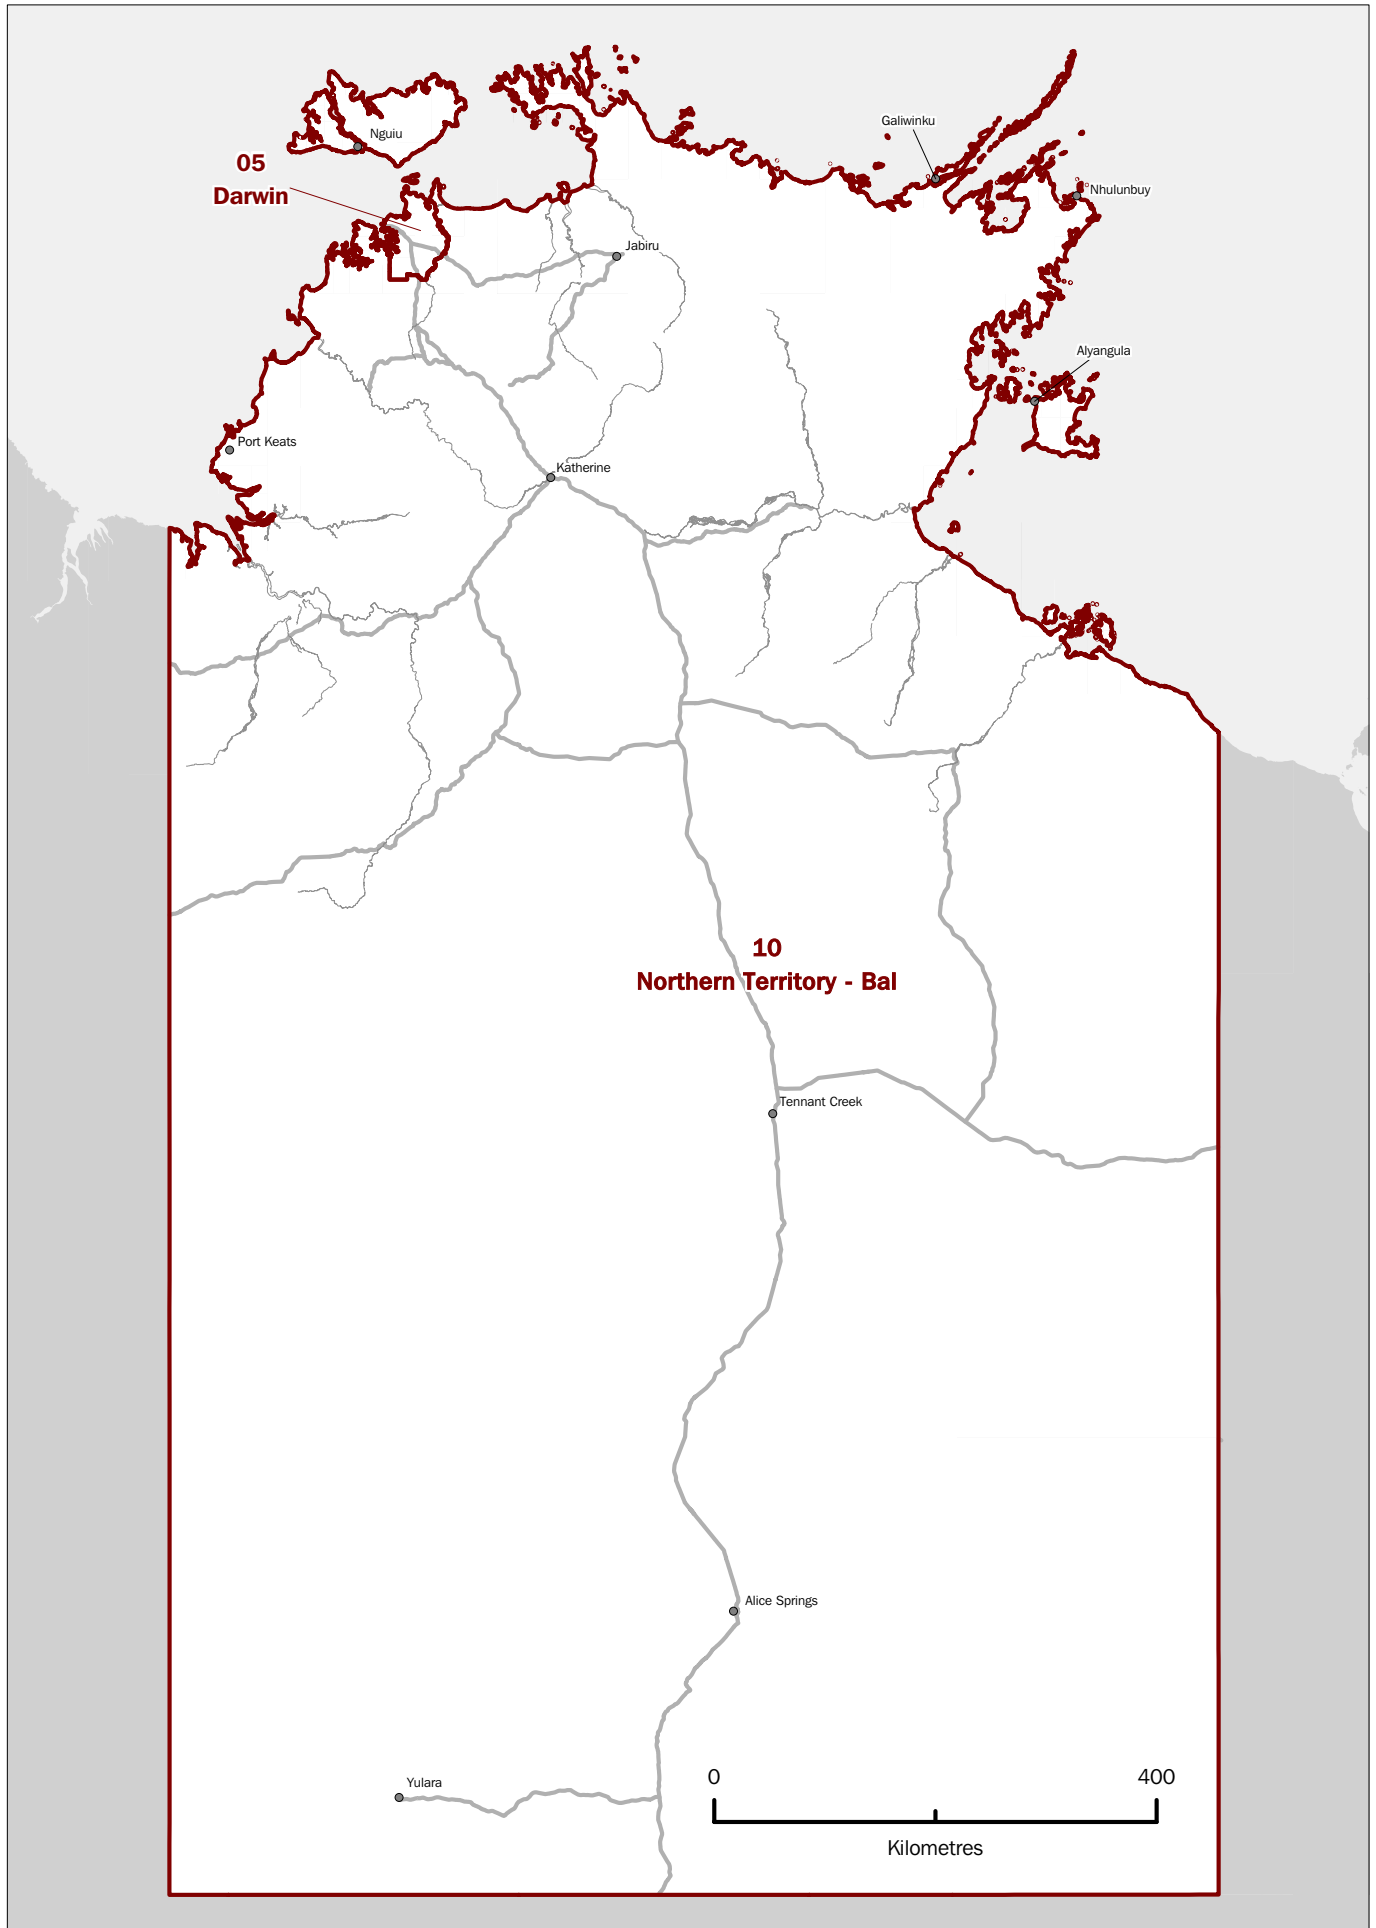 Galiwinku
Nguiu
05
Darwin
Nhulunbuy
Jabiru
Alyangula
Port Keats
Katherine
10
Northern Territory - Bal
Tennant Creek
Alice Springs
Yulara
0
400
Kilometres